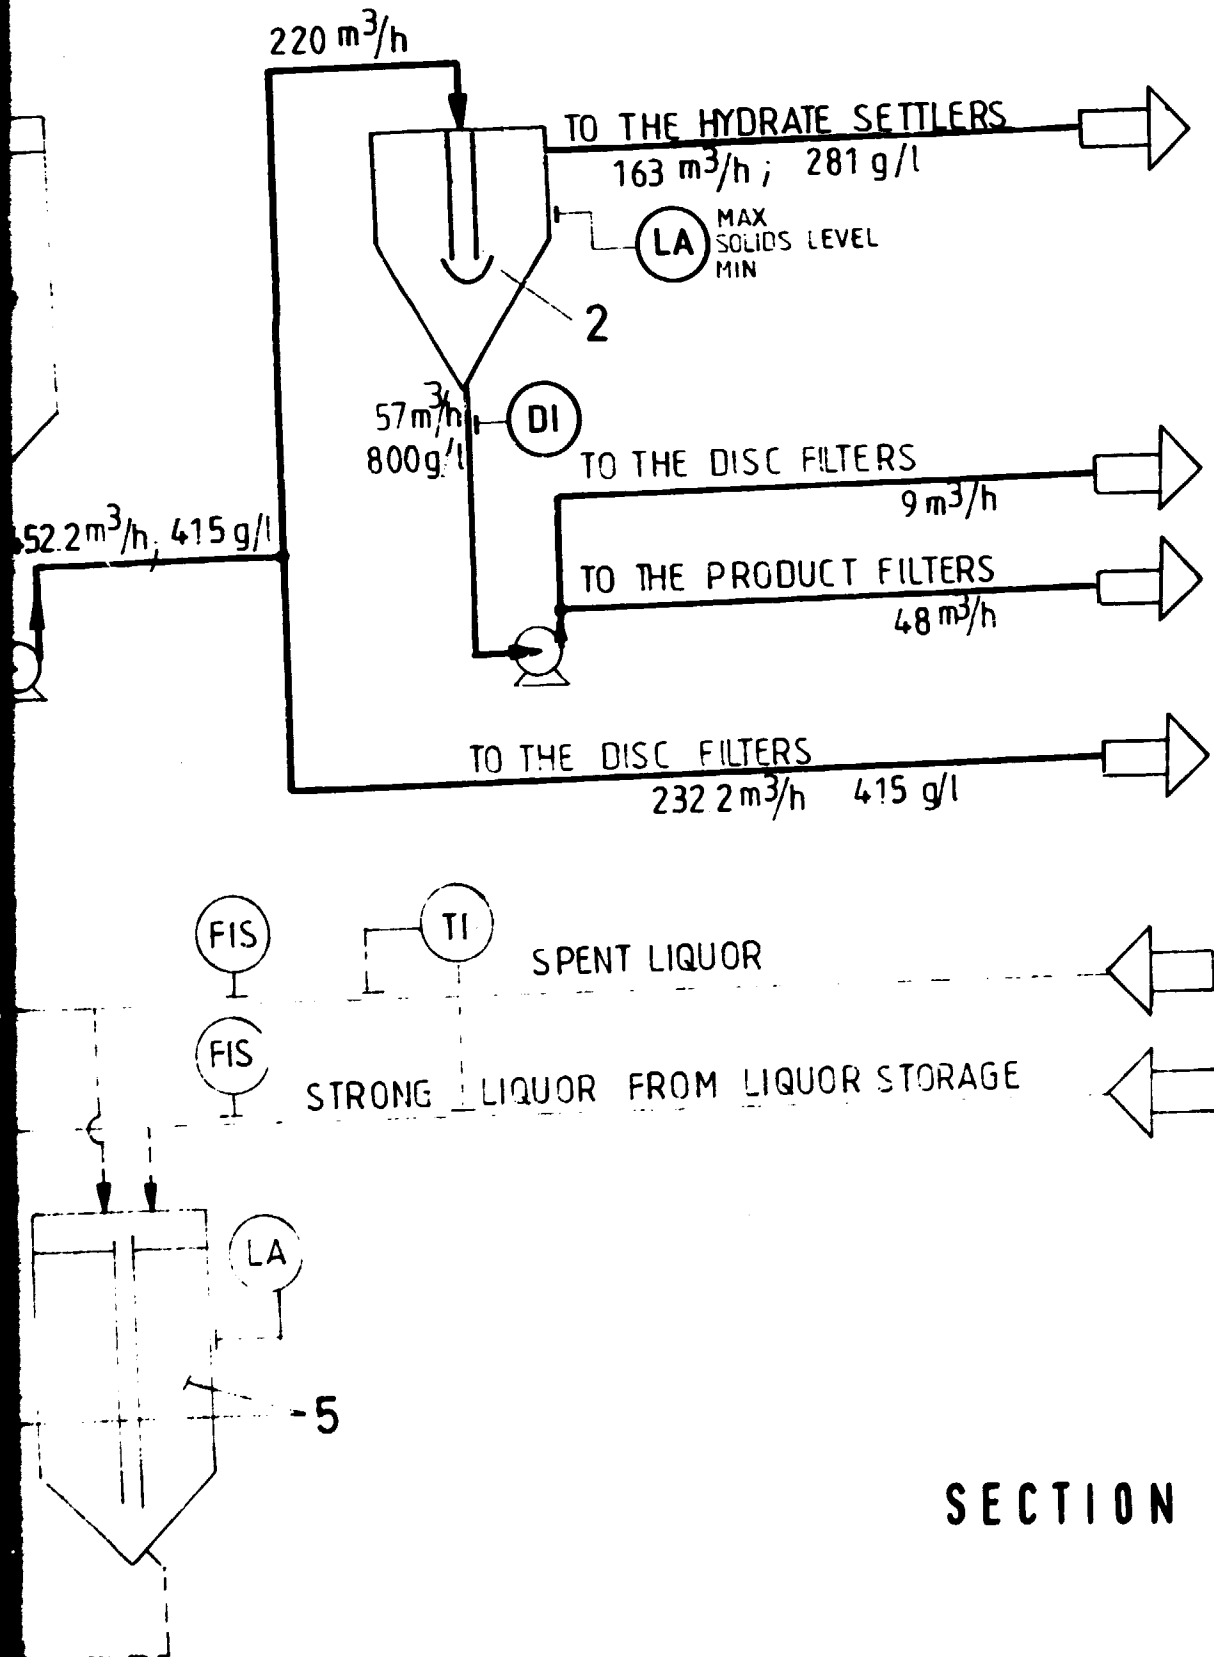 220 m³/h
TO THE HYDRATE SETTLERS
163 m³/h ; 281 g/l
LA
MAX
SOLIDS LEVEL
MIN
2
57 m³/h
800 g/l
DI
TO THE DISC FILTERS
9 m³/h
52.2 m³/h, 415 g/l
TO THE PRODUCT FILTERS
48 m³/h
TO THE DISC FILTERS
232.2 m³/h 415 g/l
FIS
TI
SPENT LIQUOR
FIS
STRONG LIQUOR FROM LIQUOR STORAGE
LA
5
SECTION